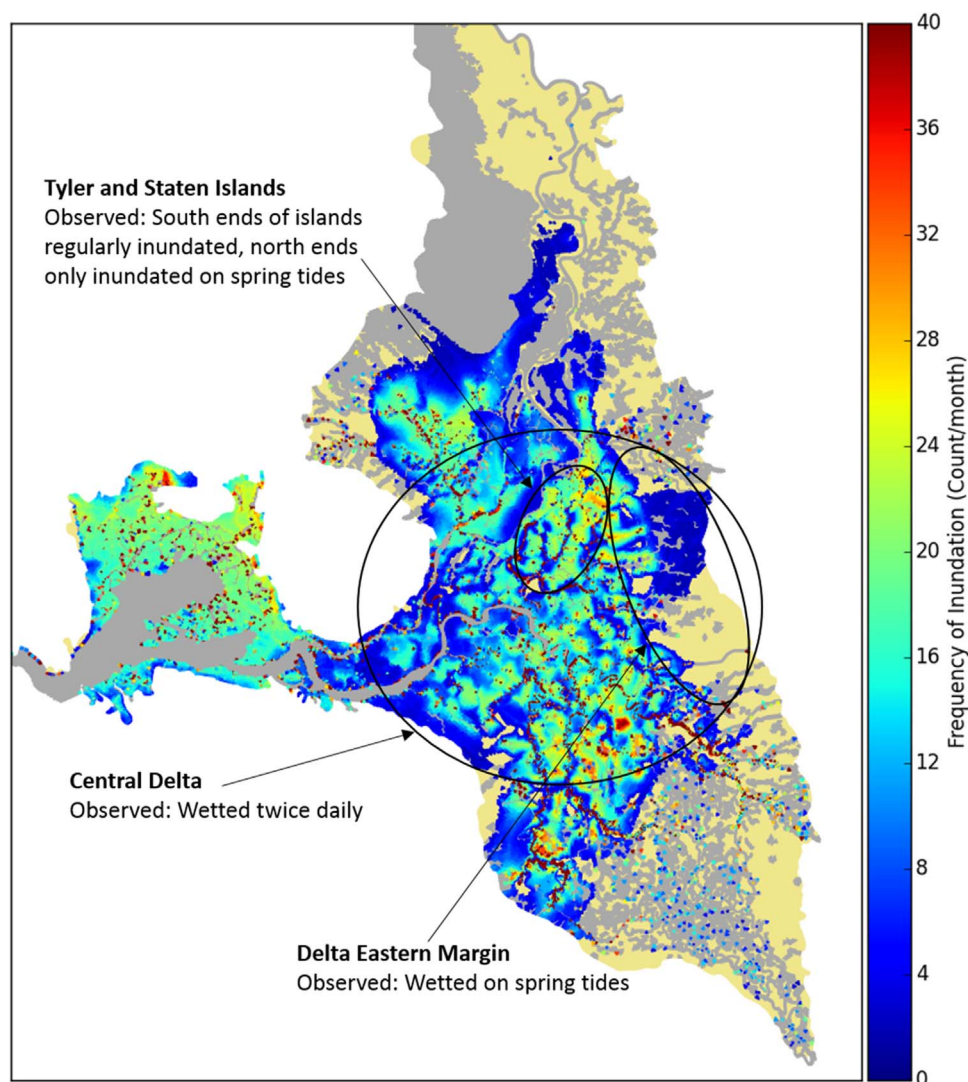 Tyler and Staten Islands
Observed: South ends of islands
regularly inundated, north ends
only inundated on spring tides
Central Delta
Observed: Wetted twice daily
Delta Eastern Margin
Observed: Wetted on spring tides
40
36
32
28
24
20
16
12
8
4
0
Frequency of Inundation (Count/month)